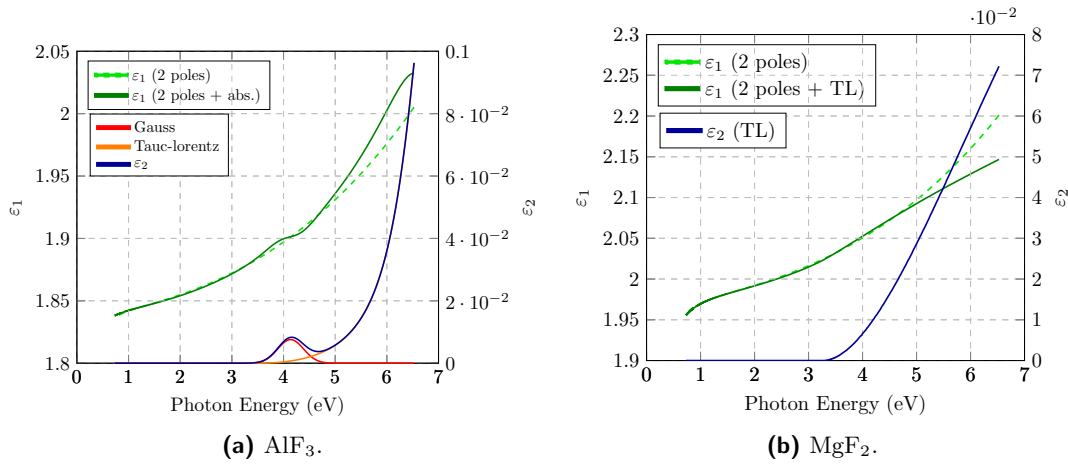 ε1 (2 poles)
ε1 (2 poles + abs.)
Gauss
Tauc-lorentz
ε2
2.05
2
1.95
1.9
1.85
1.8
ε1
0.1
8 · 10−2
6 · 10−2
4 · 10−2
2 · 10−2
0
ε2
0 1 2 3 4 5 6 7
Photon Energy (eV)
(a) AlF3.
·10−2
ε1 (2 poles)
ε1 (2 poles + TL)
ε2 (TL)
2.3
2.25
2.2
2.15
2.1
2.05
2
1.95
1.9
ε1
8
7
6
5
4
3
2
1
0
ε2
0 1 2 3 4 5 6 7
Photon Energy (eV)
(b) MgF2.